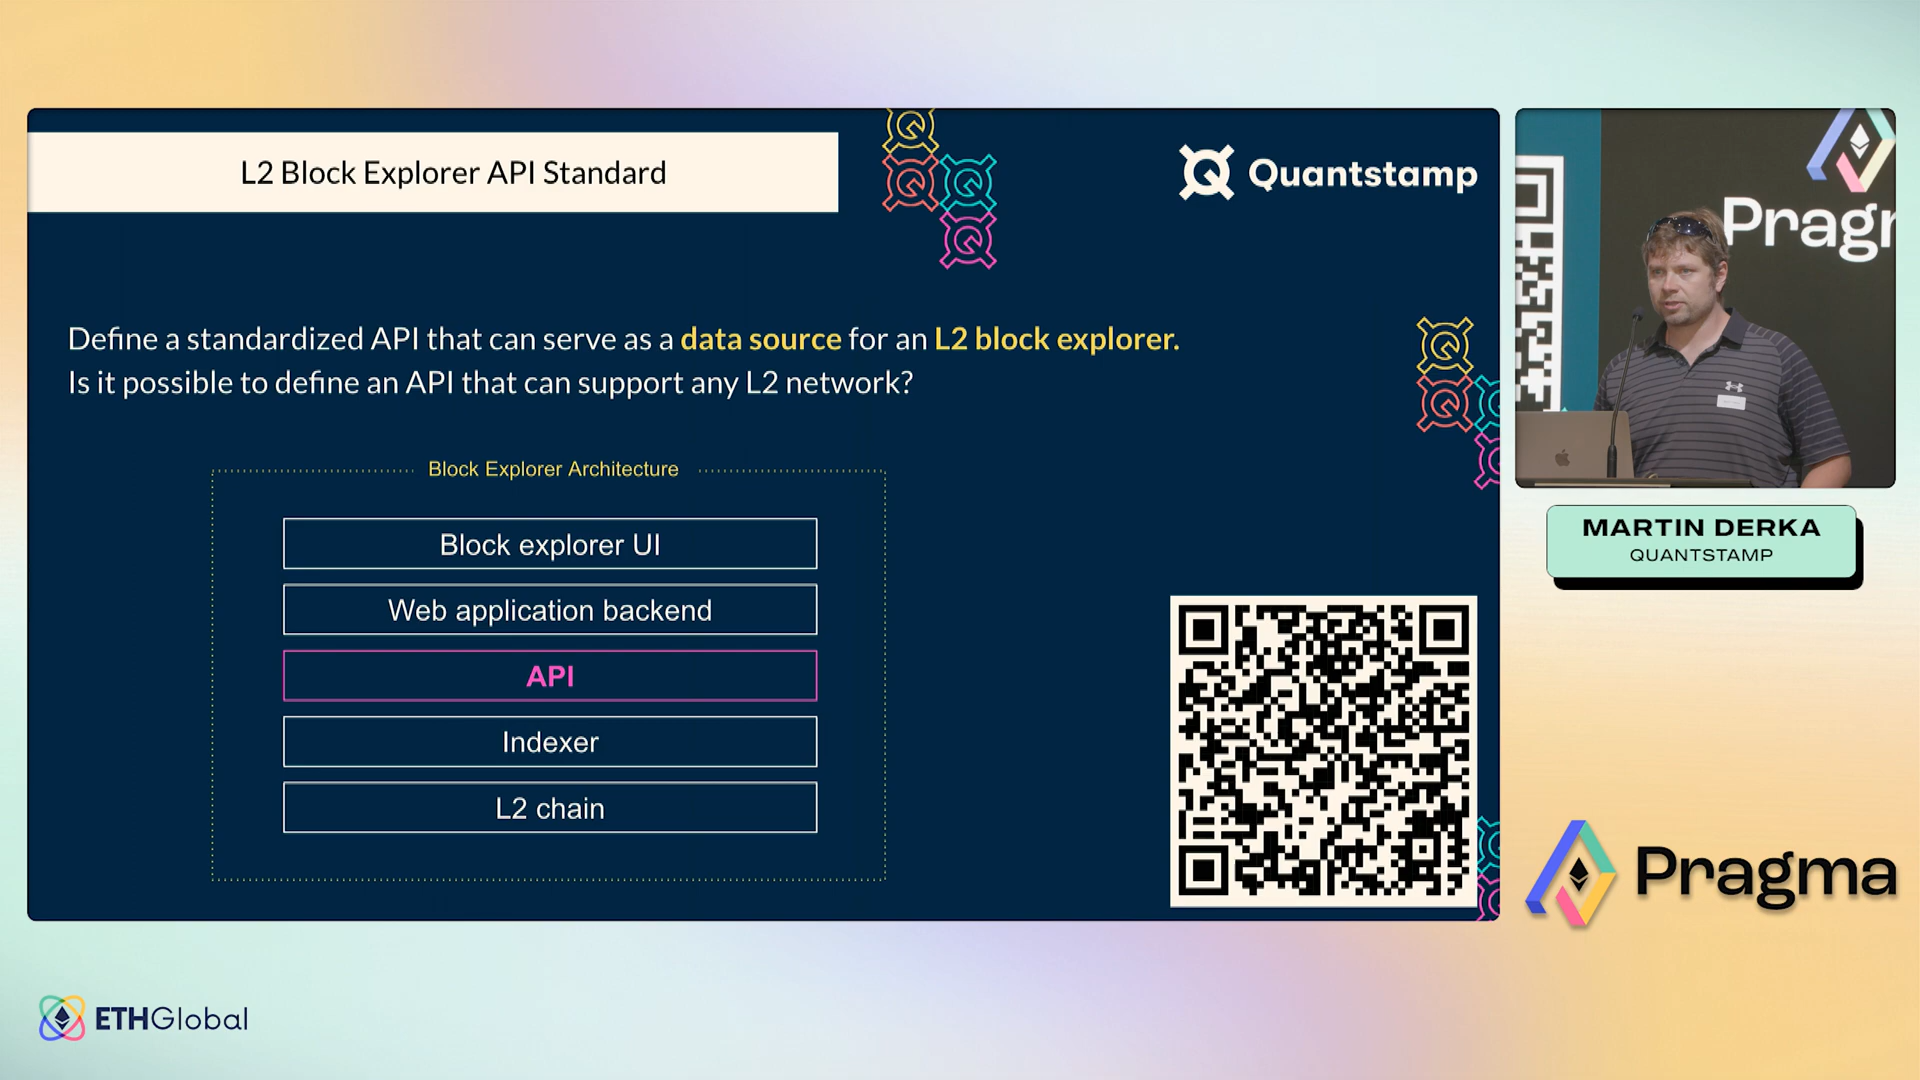 L2 Block Explorer API Standard
Quantstamp
Define a standardized API that can serve as a data source for an L2 block explorer.
Is it possible to define an API that can support any L2 network?
Block Explorer Architecture
Block explorer UI
Web application backend
API
Indexer
L2 chain
Pragm
MARTIN DERKA
QUANTSTAMP
Pragma
ETHGlobal